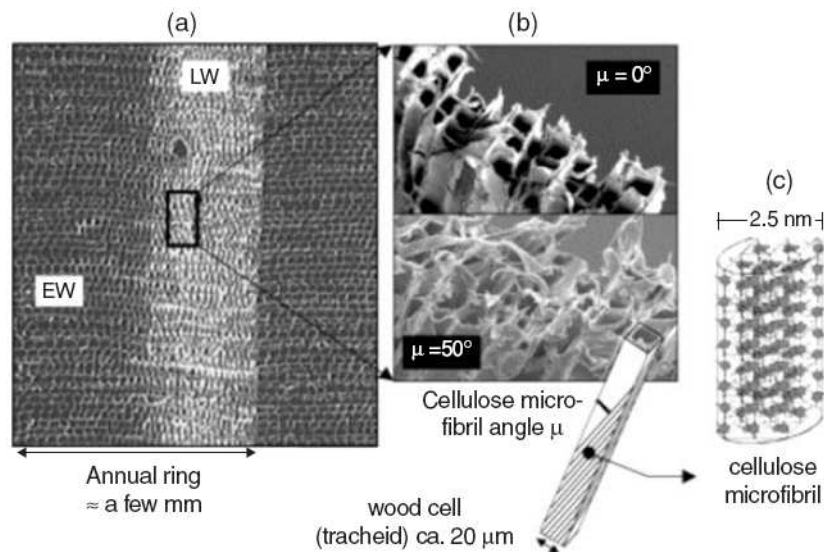 (a)
(b)
(c)
LW
EW
μ = 0°
μ =50°
2.5 nm
Cellulose micro-
fibril angle μ
Annual ring
≈ a few mm
wood cell
(tracheid) ca. 20 μm
cellulose
microfibril